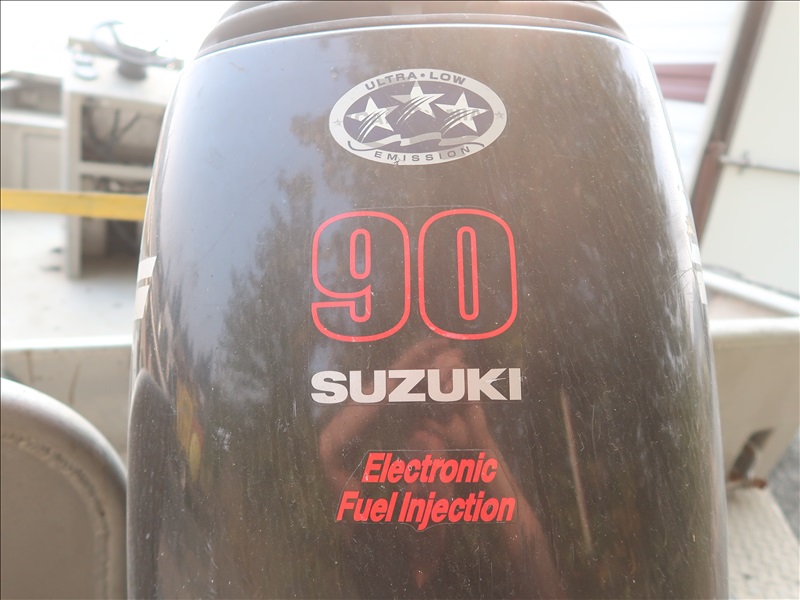 ULTRA • LOW
EMISSION
90
SUZUKI
Electronic
Fuel Injection